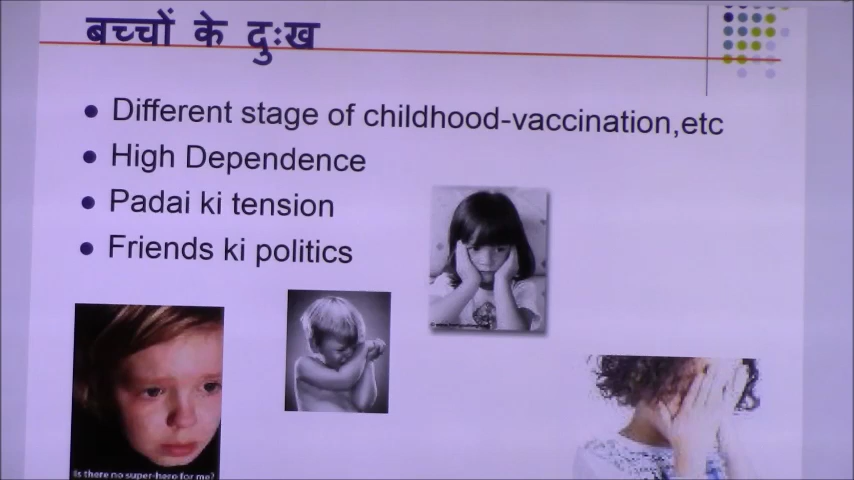 बच्चों के दुःख
Different stage of childhood-vaccination,etc
High Dependence
Padai ki tension
Friends ki politics
Is there no super-hero for me?